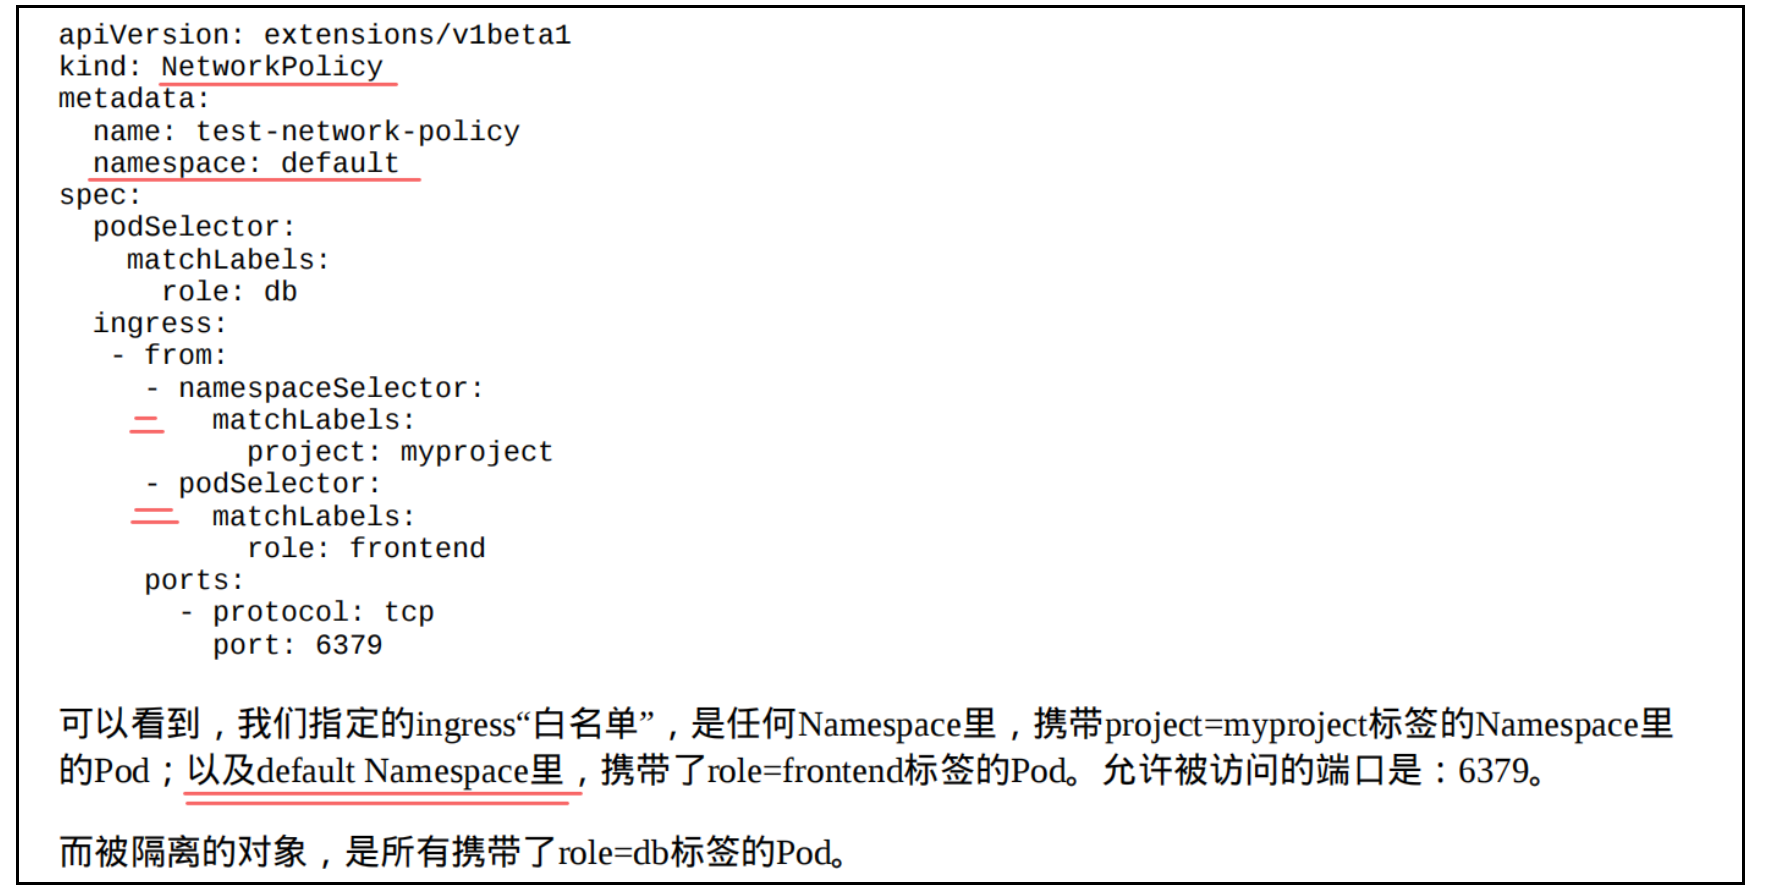 apiVersion: extensions/v1beta1
kind: NetworkPolicy
metadata:
  name: test-network-policy
  namespace: default
spec:
  podSelector:
    matchLabels:
      role: db
  ingress:
   - from:
     - namespaceSelector:
         matchLabels:
           project: myproject
     - podSelector:
         matchLabels:
           role: frontend
     ports:
       - protocol: tcp
         port: 6379
可以看到，我们指定的ingress“白名单”，是任何Namespace里，携带project=myproject标签的Namespace里
的Pod；以及default Namespace里，携带了role=frontend标签的Pod。允许被访问的端口是：6379。
而被隔离的对象，是所有携带了role=db标签的Pod。